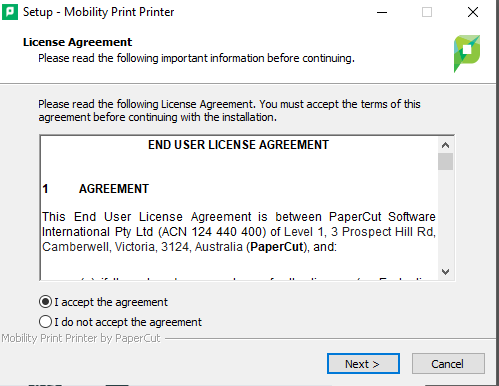 Setup - Mobility Print Printer
License Agreement
Please read the following important information before continuing.
Please read the following License Agreement. You must accept the terms of this
agreement before continuing with the installation.
END USER LICENSE AGREEMENT
1 AGREEMENT
This End User License Agreement is between PaperCut Software
International Pty Ltd (ACN 124 440 400) of Level 1, 3 Prospect Hill Rd,
Camberwell, Victoria, 3124, Australia (PaperCut), and:
I accept the agreement
I do not accept the agreement
Mobility Print Printer by PaperCut
Next >
Cancel